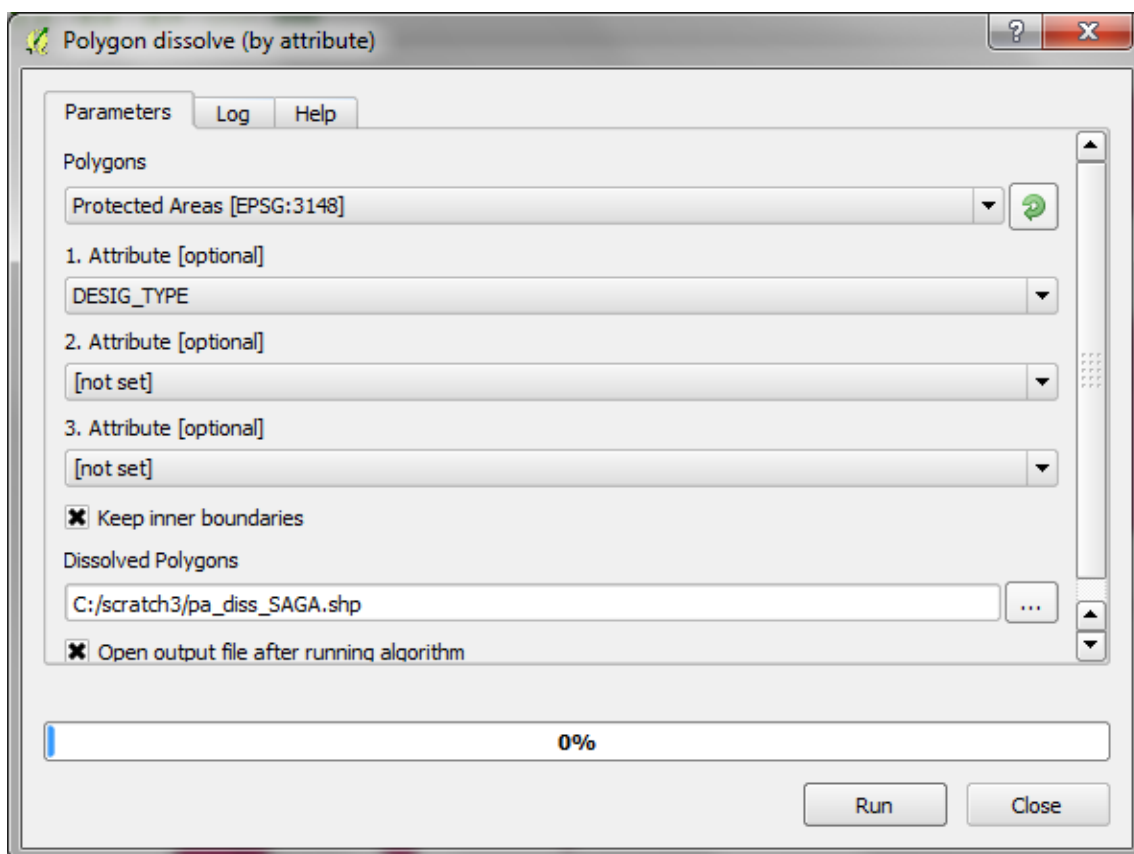 Polygon dissolve (by attribute)
Parameters Log Help
Polygons
Protected Areas [EPSG:3148]
1. Attribute [optional]
DESIG_TYPE
2. Attribute [optional]
[not set]
3. Attribute [optional]
[not set]
Keep inner boundaries
Dissolved Polygons
C:/scratch3/pa_diss_SAGA.shp ...
Open output file after running algorithm
0%
Run Close